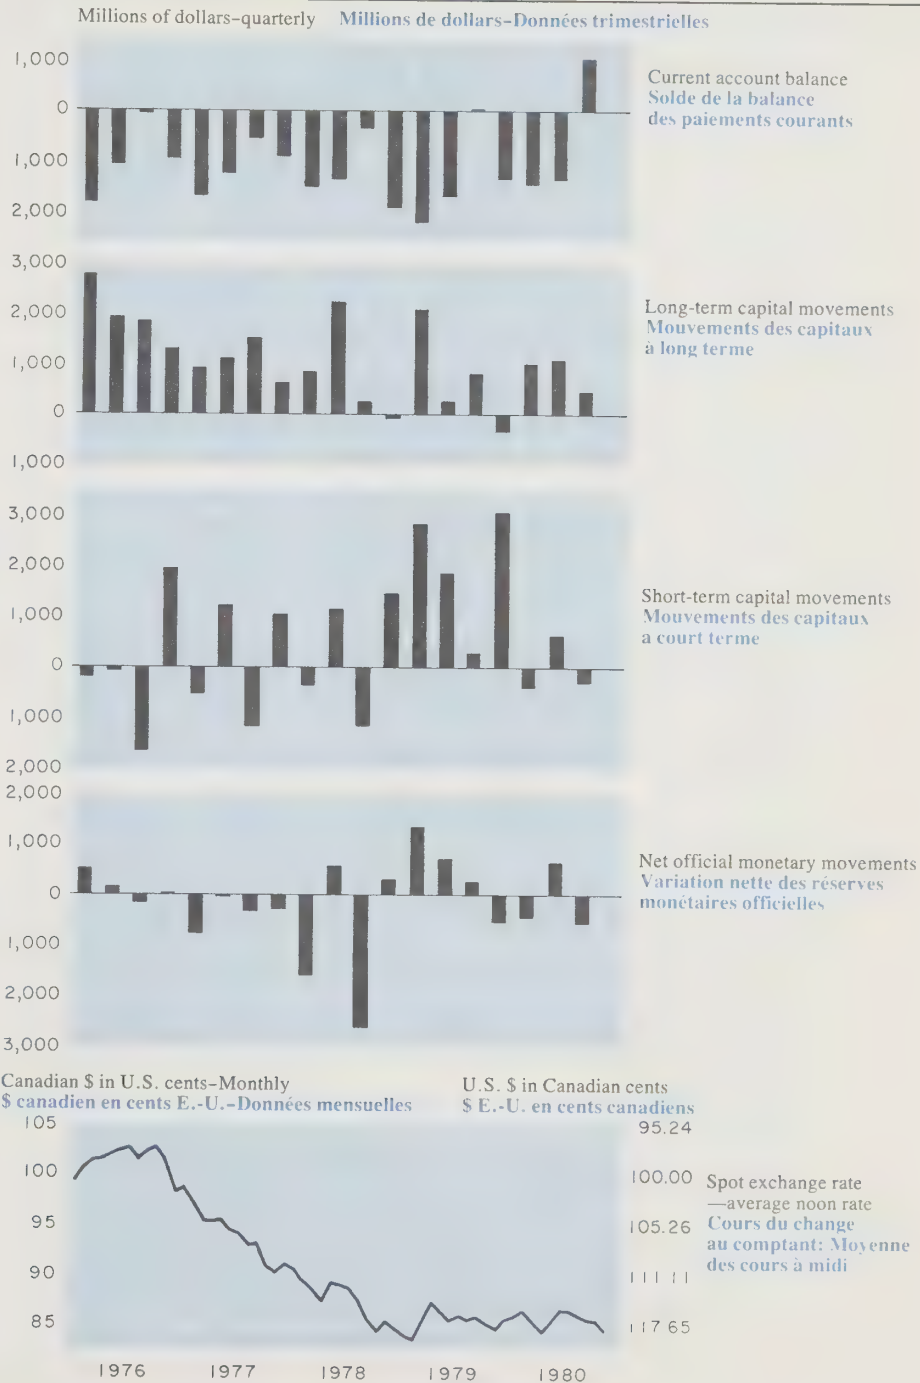 Millions of dollars-quarterly Millions de dollars-Données trimestrielles
1,000
0
1,000
2,000
Current account balance
Solde de la balance
des paiements courants
3,000
2,000
1,000
0
1,000
Long-term capital movements
Mouvements des capitaux
à long terme
3,000
2,000
1,000
0
1,000
2,000
Short-term capital movements
Mouvements des capitaux
a court terme
2,000
1,000
0
1,000
2,000
3,000
Net official monetary movements
Variation nette des réserves
monétaires officielles
Canadian $ in U.S. cents-Monthly
$ canadien en cents E.-U.-Données mensuelles
U.S. $ in Canadian cents
$ E.-U. en cents canadiens
105
100
95
90
85
95.24
100.00
105.26
111 11
117 65
Spot exchange rate
—average noon rate
Cours du change
au comptant: Moyenne
des cours à midi
1976 1977 1978 1979 1980